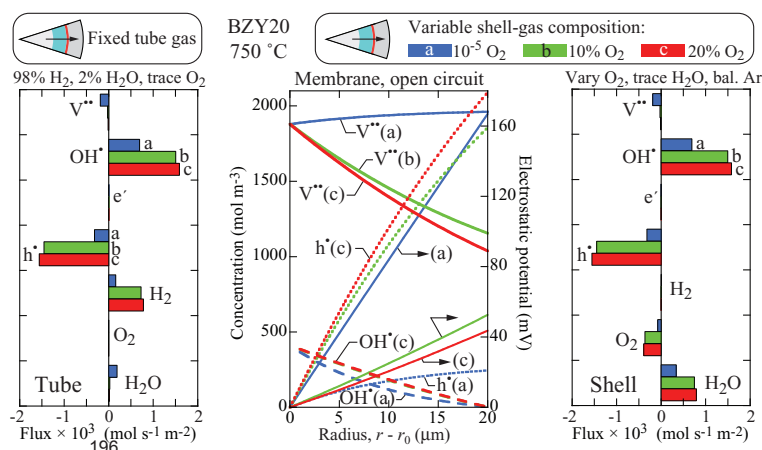 Fixed tube gas
BZY20
750 ˚C
Variable shell-gas composition:
a 10⁻⁵ O₂ b 10% O₂ c 20% O₂
98% H₂, 2% H₂O, trace O₂
V••
OH•
a
b
c
e´
h•
a
b
c
H₂
O₂
H₂O
Tube
-2 -1 0 1 2
Flux × 10³ (mol s⁻¹ m⁻²)
196
Membrane, open circuit
Concentration (mol m⁻³)
2000
1500
1000
500
0
V••(a)
V••(b)
V••(c)
h•(c)
(a)
OH•(c)
(c)
h•(a)
OH•(a)
160
120
80
40
0
Electrostatic potential (mV)
0 5 10 15 20
Radius, r - r₀ (µm)
Vary O₂, trace H₂O, bal. Ar
V••
OH•
a
b
c
e´
h•
a
b
c
H₂
O₂
H₂O
Shell
-2 -1 0 1 2
Flux × 10³ (mol s⁻¹ m⁻²)